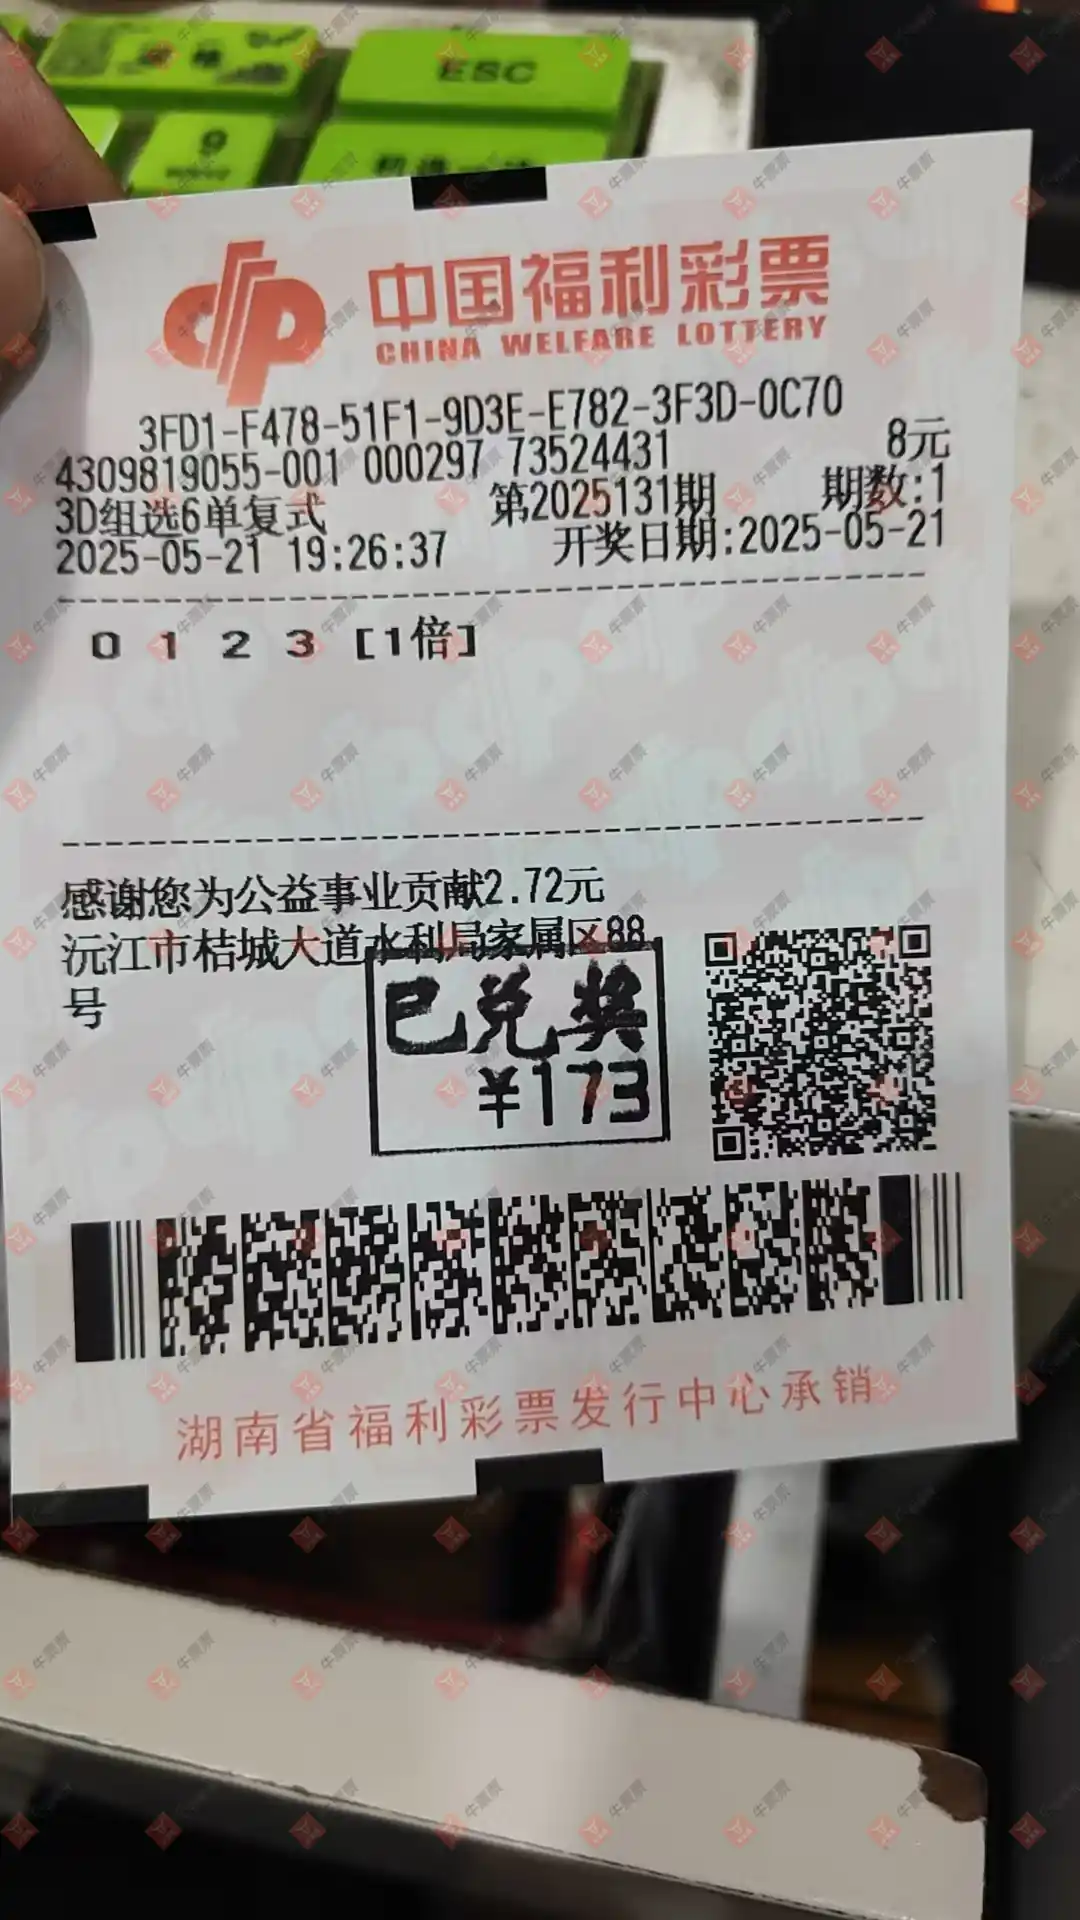 ESC
9
中国福利彩票
CHINA WELFARE LOTTERY
3FD1-F478-51F1-9D3E-E782-3F3D-0C70
4309819055-001 000297 73524431 8元
3D组选6单复式 第2025131期 期数:1
2025-05-21 19:26:37 开奖日期:2025-05-21
0 1 2 3 [1倍]
感谢您为公益事业贡献2.72元
沅江市桔城大道水利局家属区88
号
已兑奖
¥173
湖南省福利彩票发行中心承销
牛票票